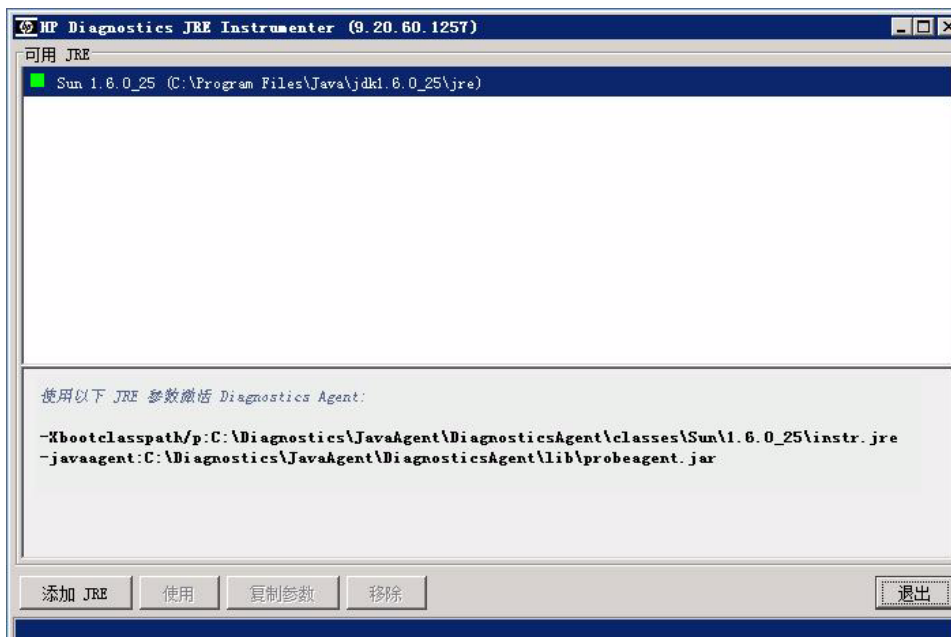 HP Diagnostics JRE Instrumenter (9.20.60.1257)
可用 JRE
Sun 1.6.0_25 (C:\Program Files\Java\jdk1.6.0_25\jre)
使用以下 JRE 参数激活 Diagnostics Agent:
-Xbootclasspath/p:C:\Diagnostics\JavaAgent\DiagnosticsAgent\classes\Sun\1.6.0_25\instr.jre
-javaagent:C:\Diagnostics\JavaAgent\DiagnosticsAgent\lib\probeagent.jar
添加 JRE 使用 复制参数 移除 退出